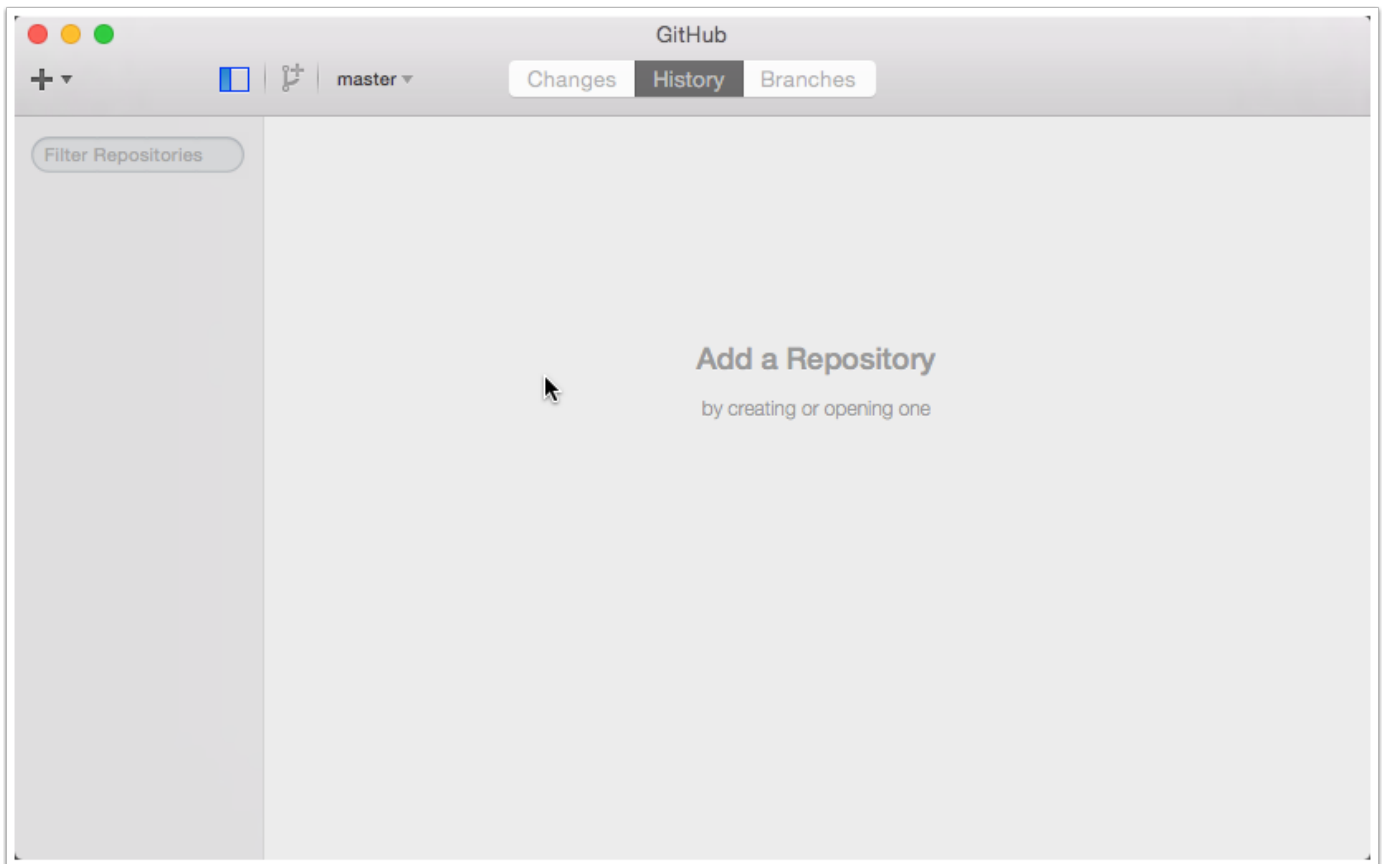 GitHub
master
Changes
History
Branches
Filter Repositories
Add a Repository
by creating or opening one